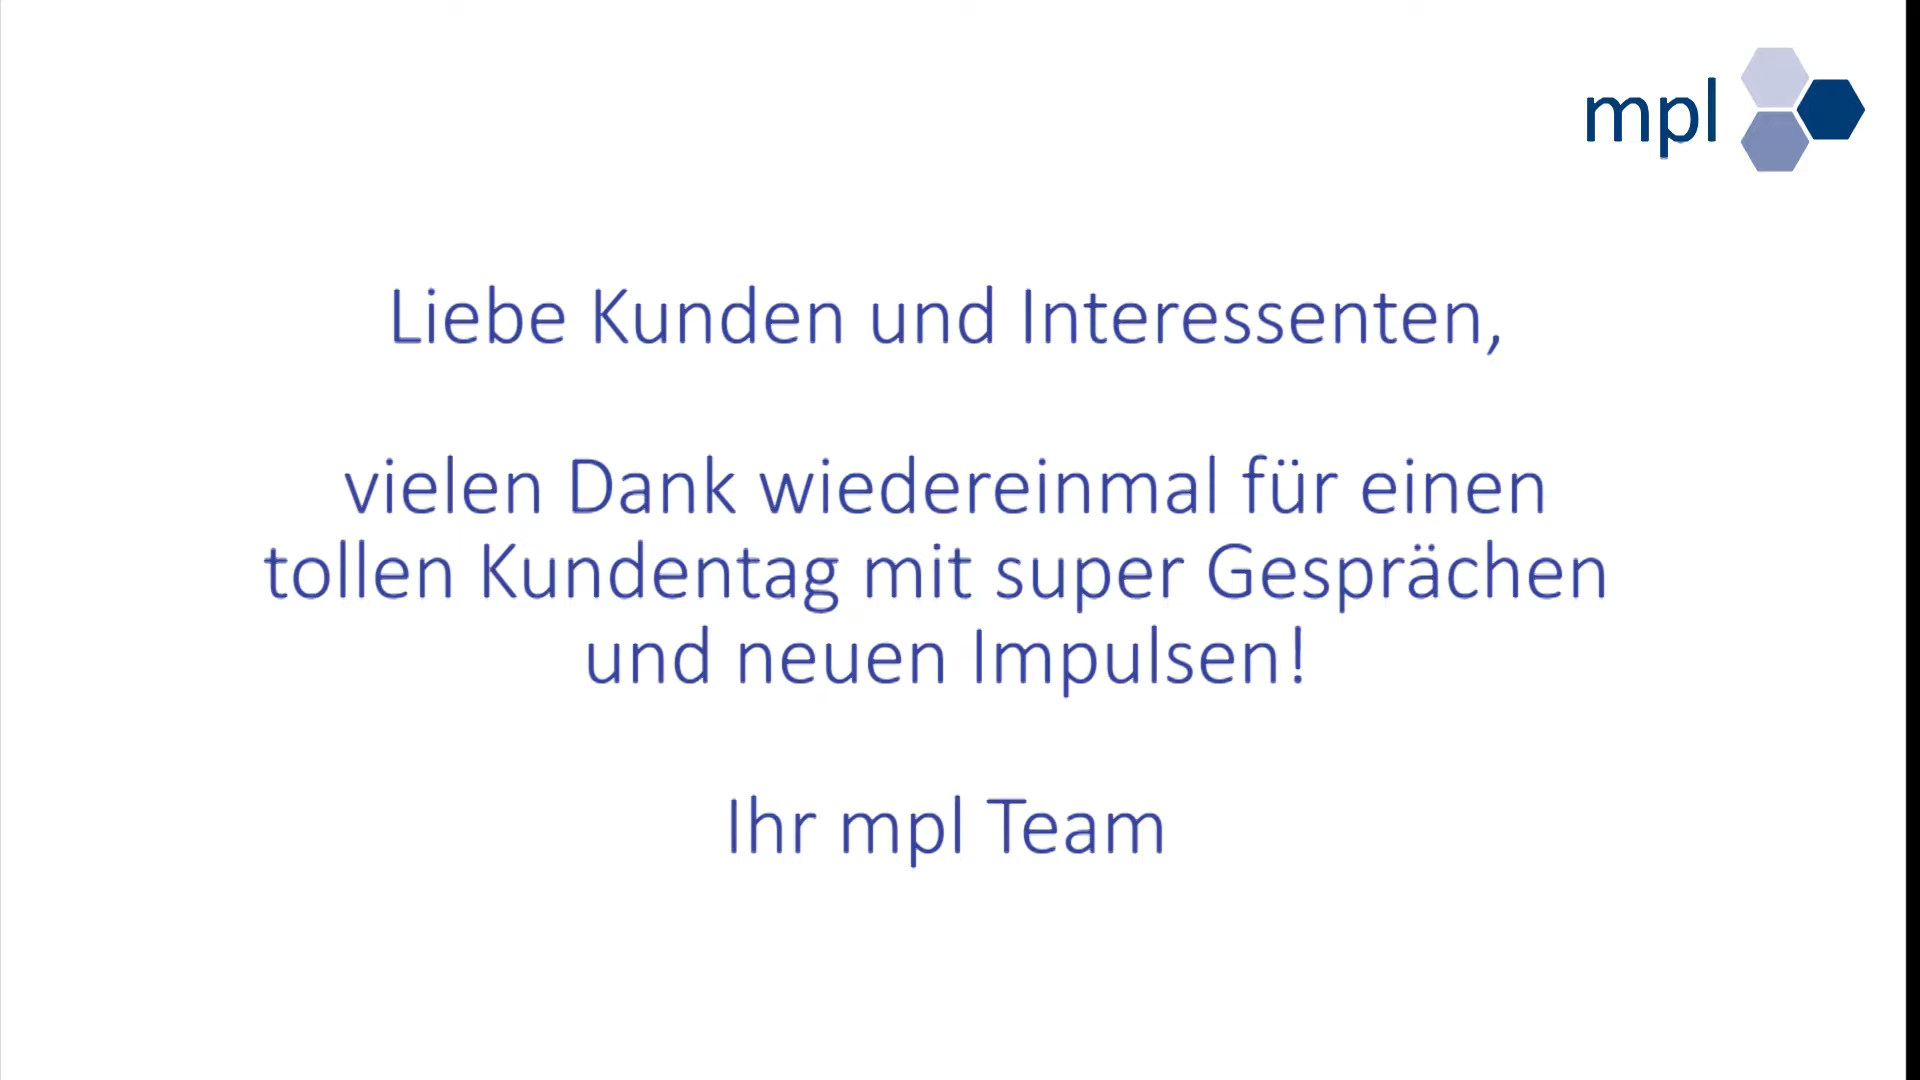 mpl
Liebe Kunden und Interessenten,
vielen Dank wiedereinmal für einen
tollen Kundentag mit super Gesprächen
und neuen Impulsen!
Ihr mpl Team